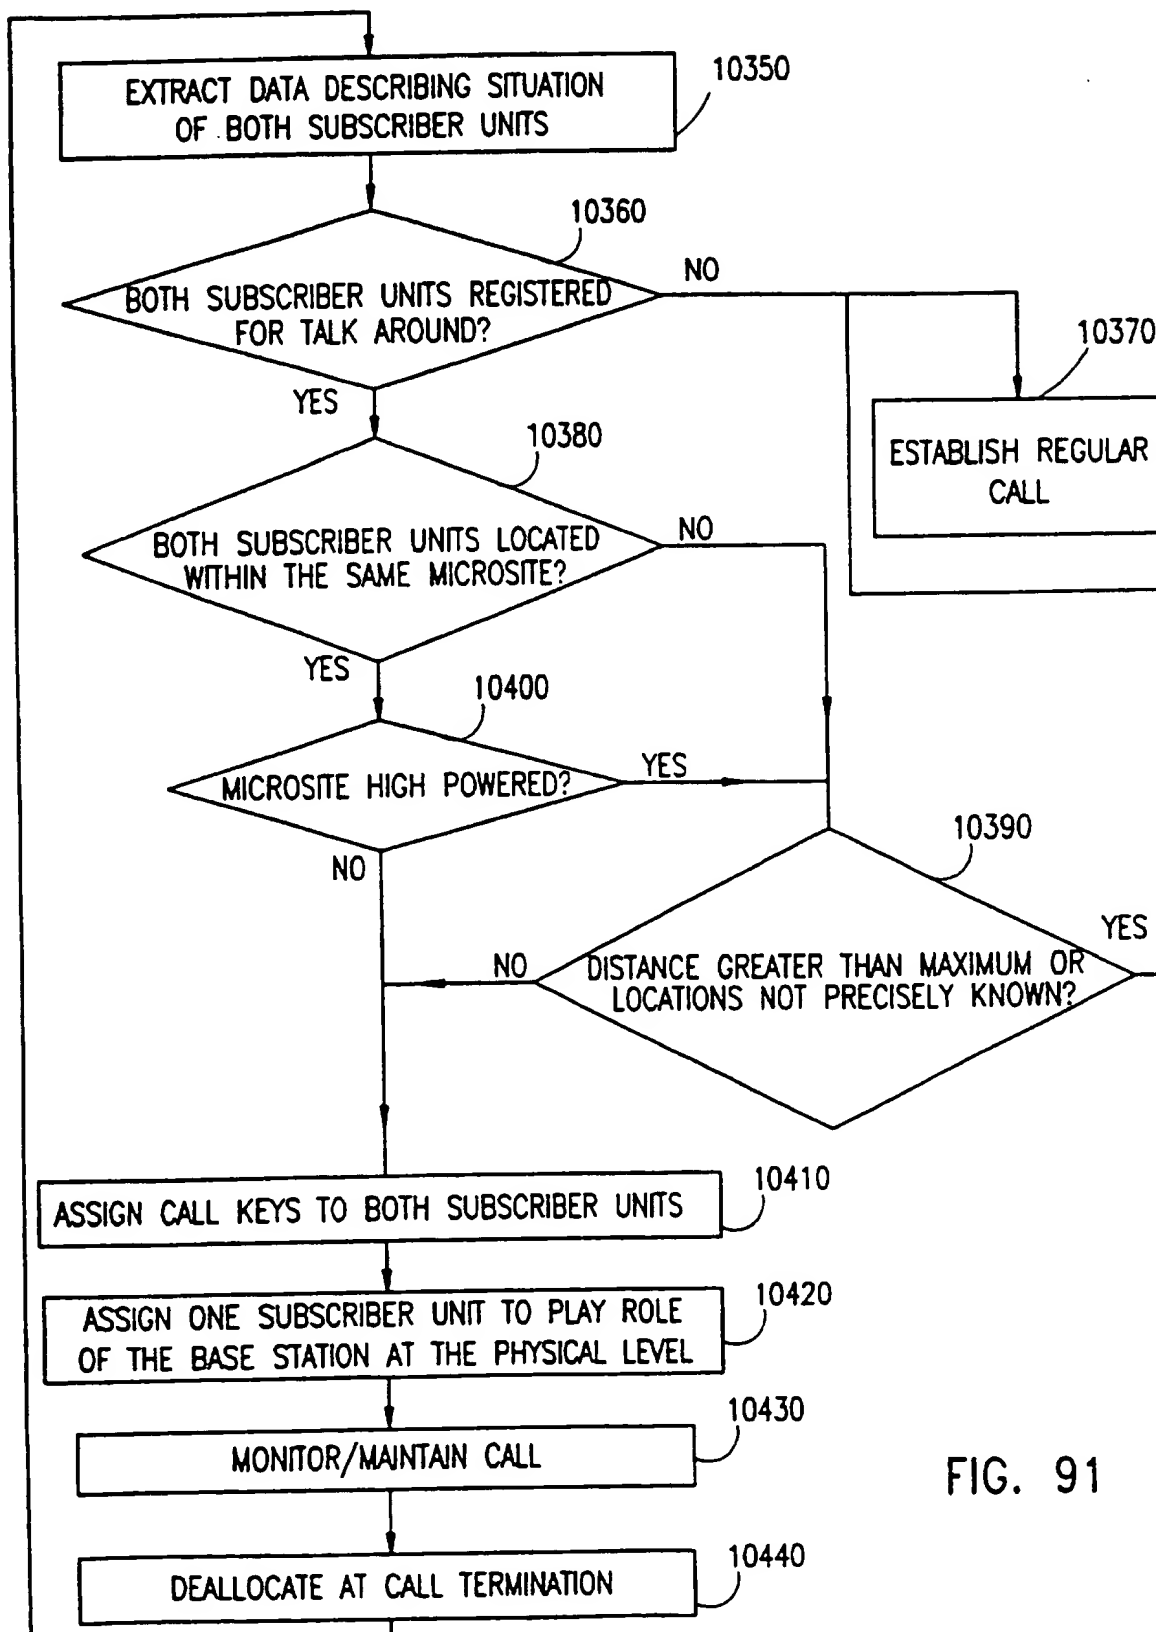 EXTRACT DATA DESCRIBING SITUATION
OF BOTH SUBSCRIBER UNITS
10350
10360
BOTH SUBSCRIBER UNITS REGISTERED
FOR TALK AROUND?
NO
YES
10370
ESTABLISH REGULAR
CALL
10380
BOTH SUBSCRIBER UNITS LOCATED
WITHIN THE SAME MICROSITE?
NO
YES
10400
MICROSITE HIGH POWERED?
YES
NO
10390
DISTANCE GREATER THAN MAXIMUM OR
LOCATIONS NOT PRECISELY KNOWN?
YES
NO
10410
ASSIGN CALL KEYS TO BOTH SUBSCRIBER UNITS
10420
ASSIGN ONE SUBSCRIBER UNIT TO PLAY ROLE
OF THE BASE STATION AT THE PHYSICAL LEVEL
10430
MONITOR/MAINTAIN CALL
10440
DEALLOCATE AT CALL TERMINATION
FIG. 91